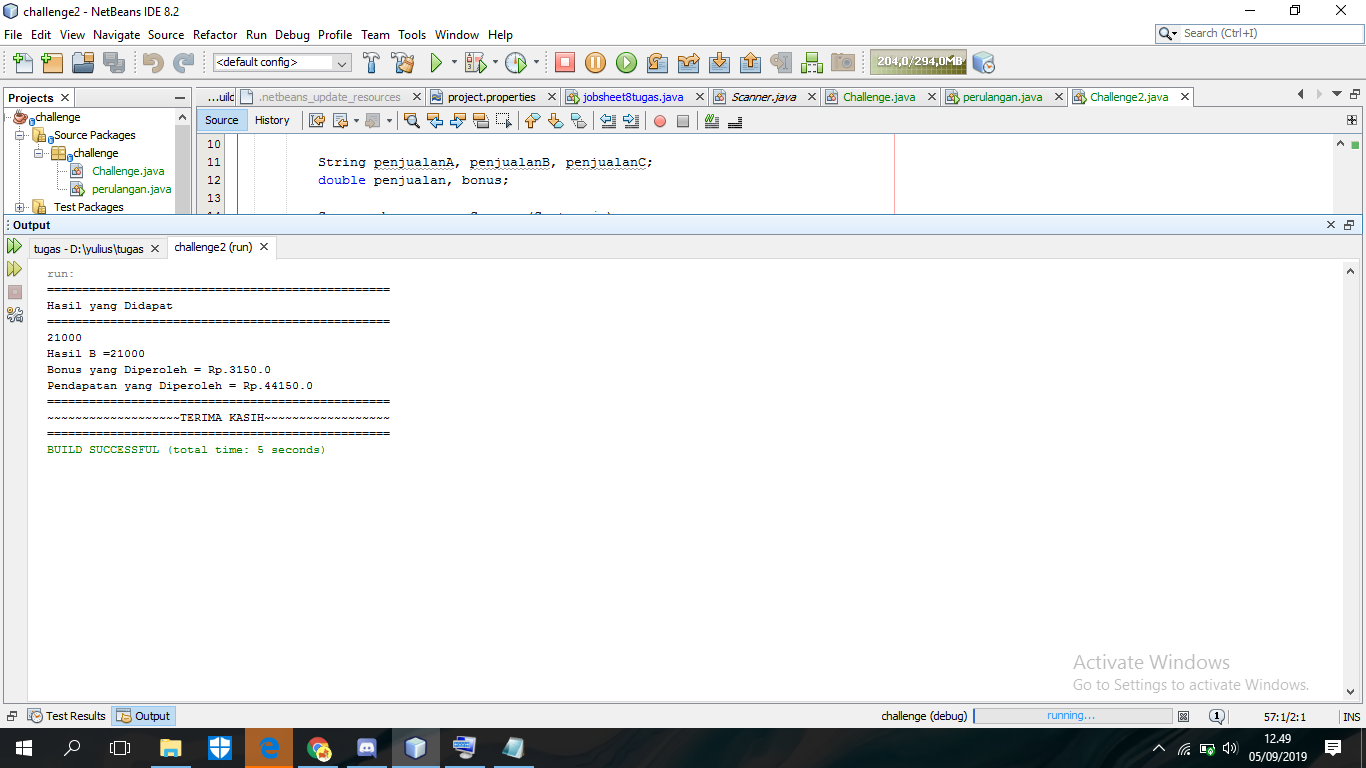 challenge2 - NetBeans IDE 8.2
File Edit View Navigate Source Refactor Run Debug Profile Team Tools Window Help
Search (Ctrl+I)
<default config>
204,0/294,0MB
Projects
...uilc .netbeans_update_resources project.properties jobsheet8tugas.java Scanner.java Challenge.java perulangan.java Challenge2.java
challenge
Source Packages
challenge
Challenge.java
perulangan.java
Test Packages
Source History
10
11 String penjualanA, penjualanB, penjualanC;
12 double penjualan, bonus;
13
Output
tugas - D:\yulius\tugas challenge2 (run)
run:
=================================================
Hasil yang Didapat
=================================================
21000
Hasil B =21000
Bonus yang Diperoleh = Rp.3150.0
Pendapatan yang Diperoleh = Rp.44150.0
=================================================
~~~~~~~~~~~~~~~~~~~TERIMA KASIH~~~~~~~~~~~~~~~~~~
=================================================
BUILD SUCCESSFUL (total time: 5 seconds)
Activate Windows
Go to Settings to activate Windows.
Test Results Output
challenge (debug) running... 1 57:1/2:1 INS
12.49
05/09/2019